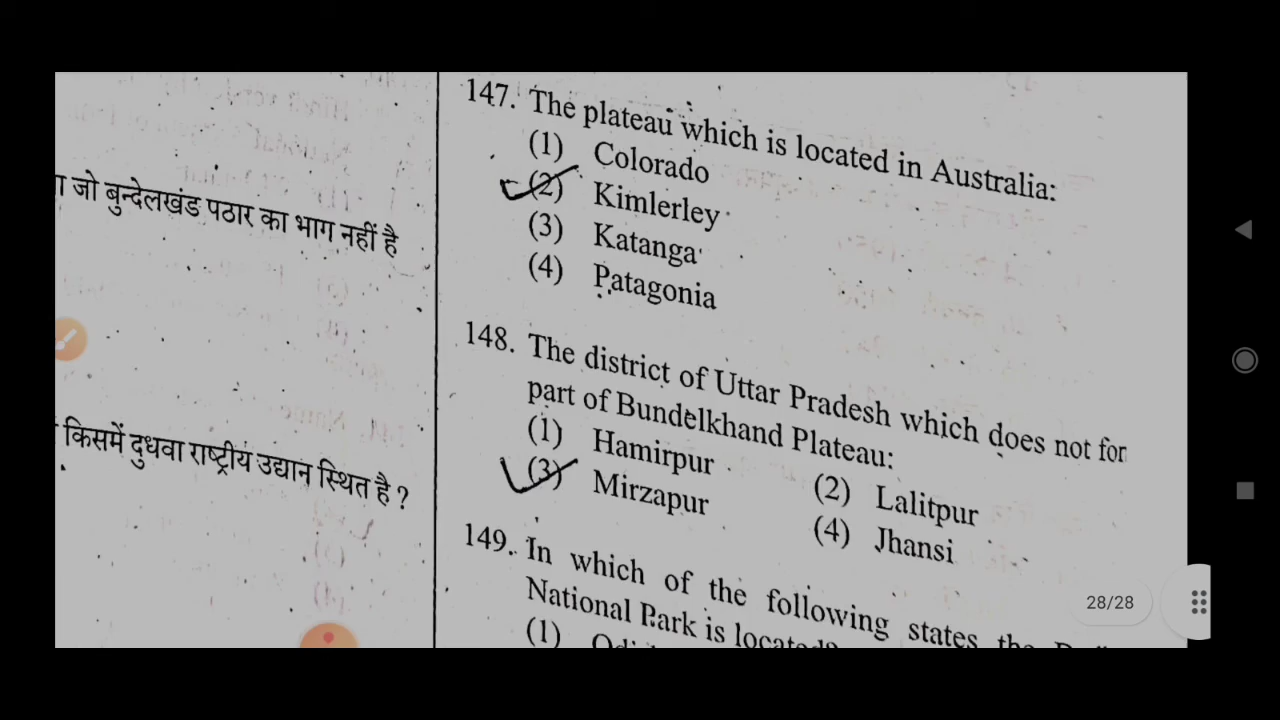 जो बुन्देलखंड पठार का भाग नहीं है
किसमें दुधवा राष्ट्रीय उद्यान स्थित है ?
147. The plateau which is located in Australia:
(1) Colorado
(2) Kimlerley
(3) Katanga
(4) Patagonia
148. The district of Uttar Pradesh which does not for
part of Bundelkhand Plateau:
(1) Hamirpur
(2) Lalitpur
(3) Mirzapur
(4) Jhansi
149. In which of the following states the
National Park is located?
(1)
28/28